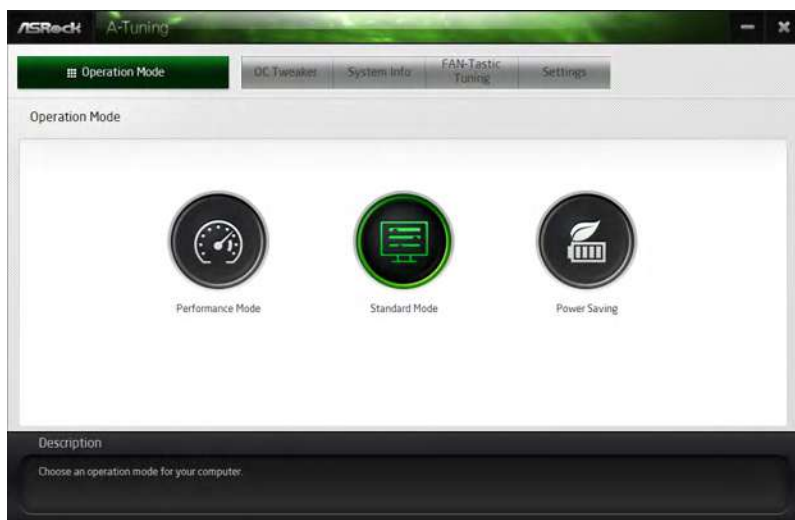 ASRock A-Tuning
Operation Mode OC Tweaker System Info FAN-Tastic Tuning Settings
Operation Mode
Performance Mode Standard Mode Power Saving
Description
Choose an operation mode for your computer.